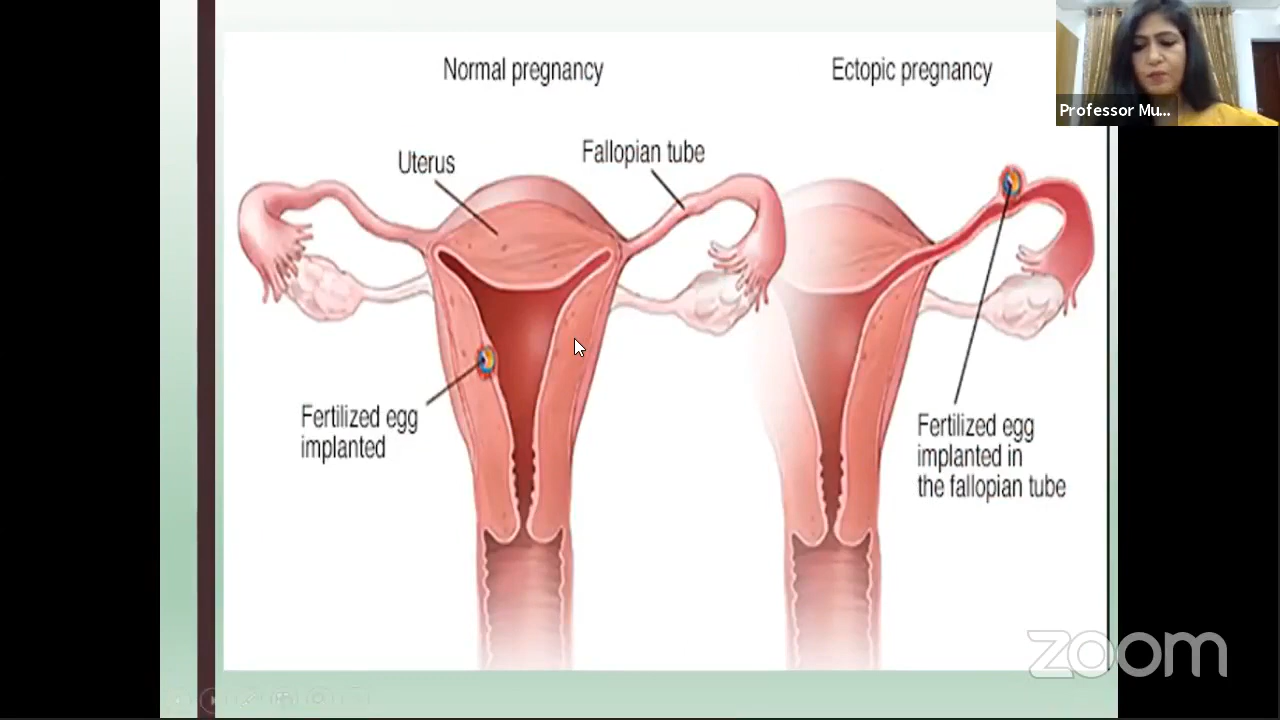 Normal pregnancy
Ectopic pregnancy
Professor Mu...
Uterus
Fallopian tube
Fertilized egg
implanted
Fertilized egg
implanted in
the fallopian tube
zoom